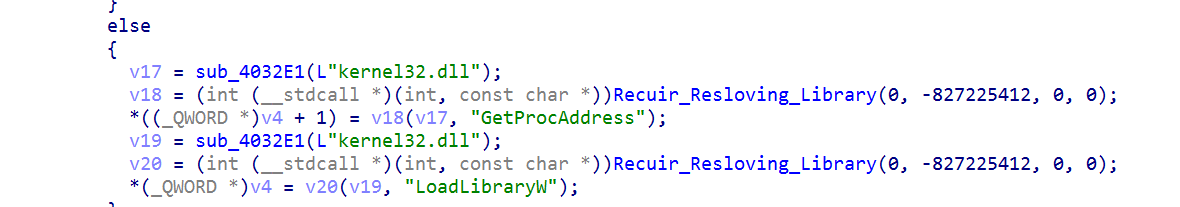 }
else
{
v17 = sub_4032E1(L"kernel32.dll");
v18 = (int (__stdcall *)(int, const char *))Recuir_Resloving_Library(0, -827225412, 0, 0);
*((_QWORD *)v4 + 1) = v18(v17, "GetProcAddress");
v19 = sub_4032E1(L"kernel32.dll");
v20 = (int (__stdcall *)(int, const char *))Recuir_Resloving_Library(0, -827225412, 0, 0);
*(_QWORD *)v4 = v20(v19, "LoadLibraryW");
}